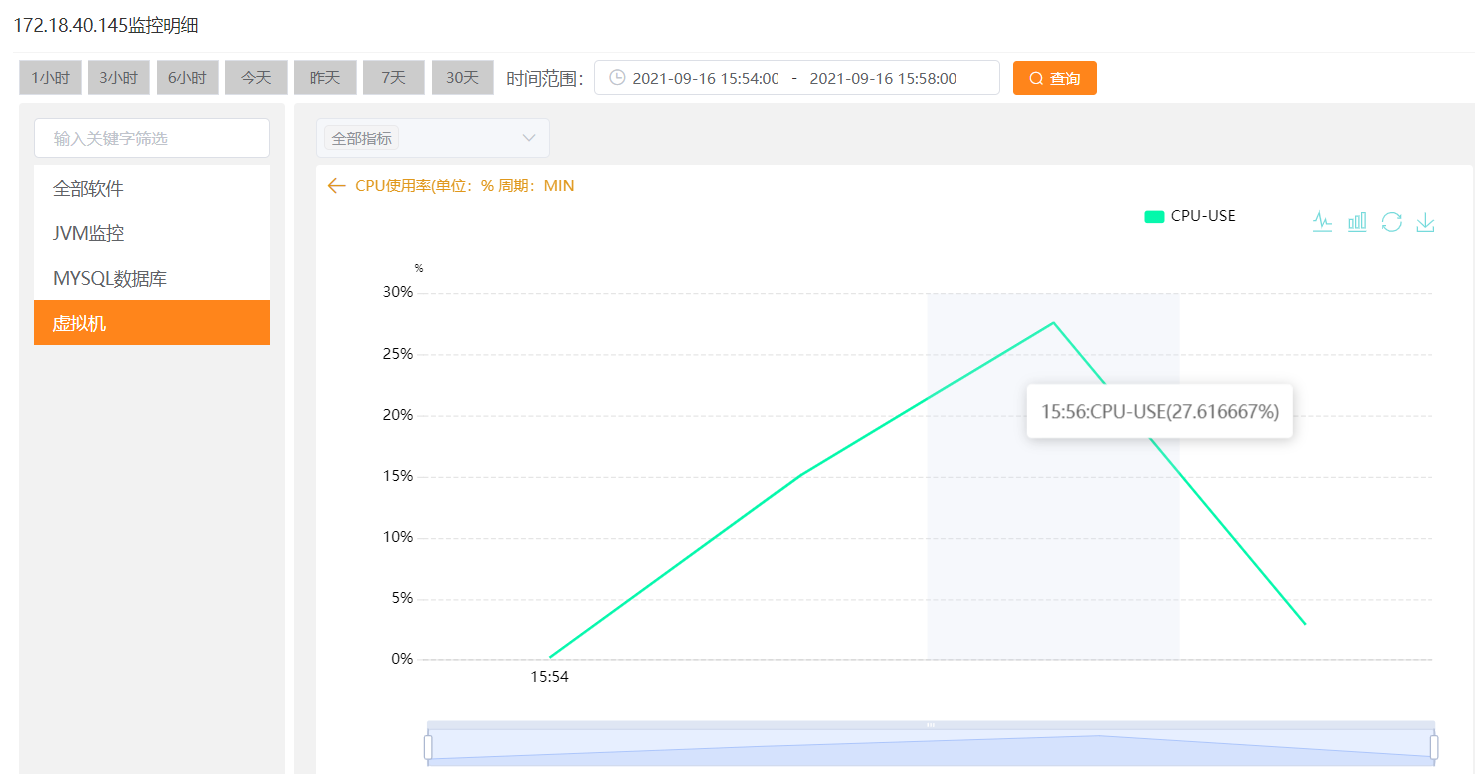 172.18.40.145监控明细
1小时 3小时 6小时 今天 昨天 7天 30天 时间范围： 2021-09-16 15:54:00 - 2021-09-16 15:58:00 查询
输入关键字筛选
全部指标
全部软件
JVM监控
MYSQL数据库
虚拟机
CPU使用率(单位：% 周期：MIN
CPU-USE
%
30%
25%
20%
15:56:CPU-USE(27.616667%)
15%
10%
5%
0%
15:54